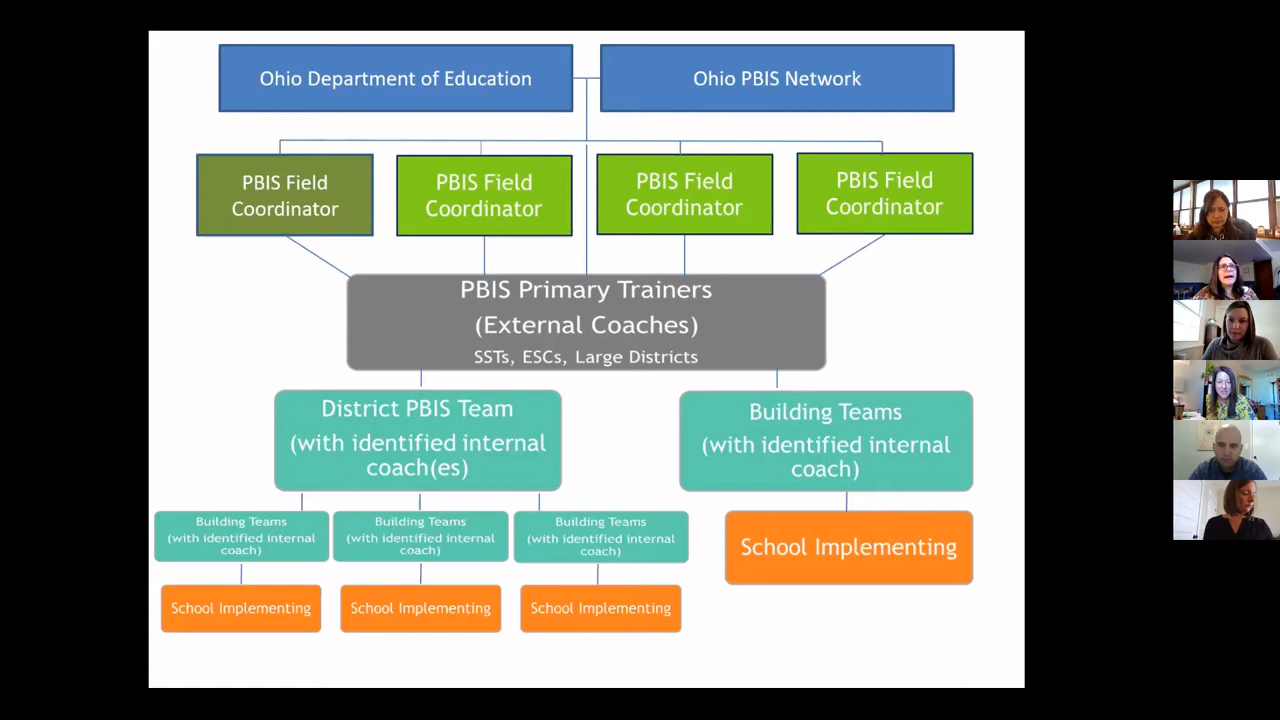 Ohio Department of Education
Ohio PBIS Network
PBIS Field
Coordinator
PBIS Field
Coordinator
PBIS Field
Coordinator
PBIS Field
Coordinator
PBIS Primary Trainers
(External Coaches)
SSTs, ESCs, Large Districts
District PBIS Team
(with identified internal
coach(es)
Building Teams
(with identified internal
coach)
Building Teams
(with identified internal
coach)
Building Teams
(with identified internal
coach)
Building Teams
(with identified internal
coach)
School Implementing
School Implementing
School Implementing
School Implementing